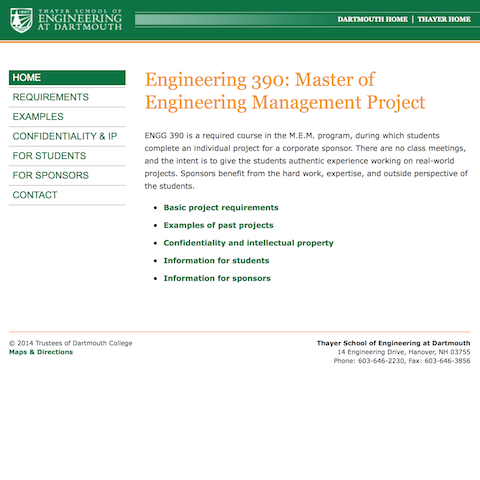 THAYER SCHOOL OF
ENGINEERING
AT DARTMOUTH
DARTMOUTH HOME | THAYER HOME
HOME
REQUIREMENTS
EXAMPLES
CONFIDENTIALITY & IP
FOR STUDENTS
FOR SPONSORS
CONTACT
Engineering 390: Master of
Engineering Management Project
ENGG 390 is a required course in the M.E.M. program, during which students
complete an individual project for a corporate sponsor. There are no class meetings,
and the intent is to give the students authentic experience working on real-world
projects. Sponsors benefit from the hard work, expertise, and outside perspective of
the students.
• Basic project requirements
• Examples of past projects
• Confidentiality and intellectual property
• Information for students
• Information for sponsors
© 2014 Trustees of Dartmouth College
Maps & Directions
Thayer School of Engineering at Dartmouth
14 Engineering Drive, Hanover, NH 03755
Phone: 603-646-2230, Fax: 603-646-3856